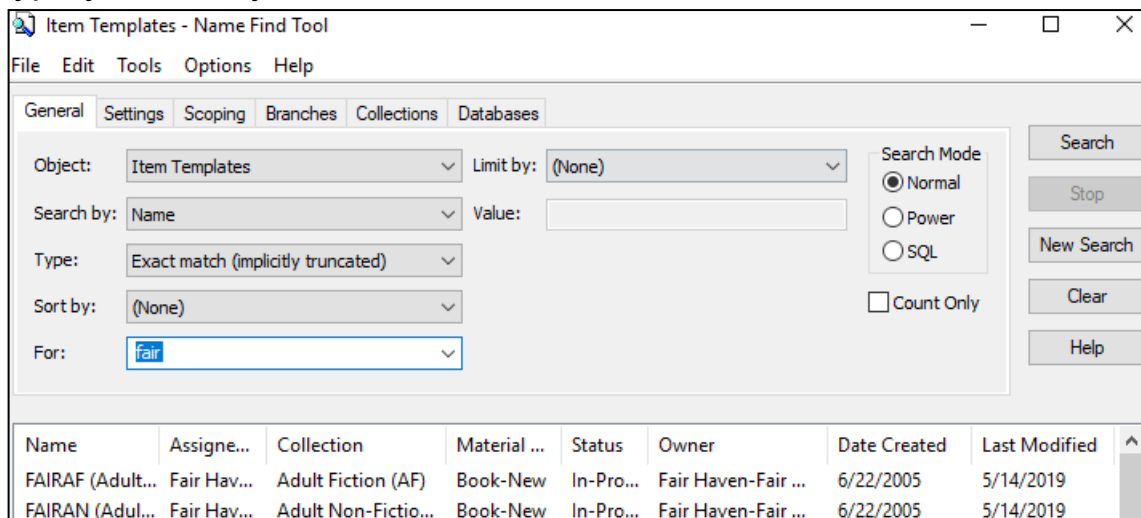 Item Templates - Name Find Tool
File Edit Tools Options Help
General Settings Scoping Branches Collections Databases
Object: Item Templates Limit by: (None) Search Mode Search
Normal
Stop
Search by: Name Value: Power
New Search
Type: Exact match (implicitly truncated) SQL
Sort by: (None) Count Only Clear
For: fair Help
Name Assigne... Collection Material ... Status Owner Date Created Last Modified
FAIRAF (Adult... Fair Hav... Adult Fiction (AF) Book-New In-Pro... Fair Haven-Fair ... 6/22/2005 5/14/2019
FAIRAN (Adul... Fair Hav... Adult Non-Fictio... Book-New In-Pro... Fair Haven-Fair ... 6/22/2005 5/14/2019